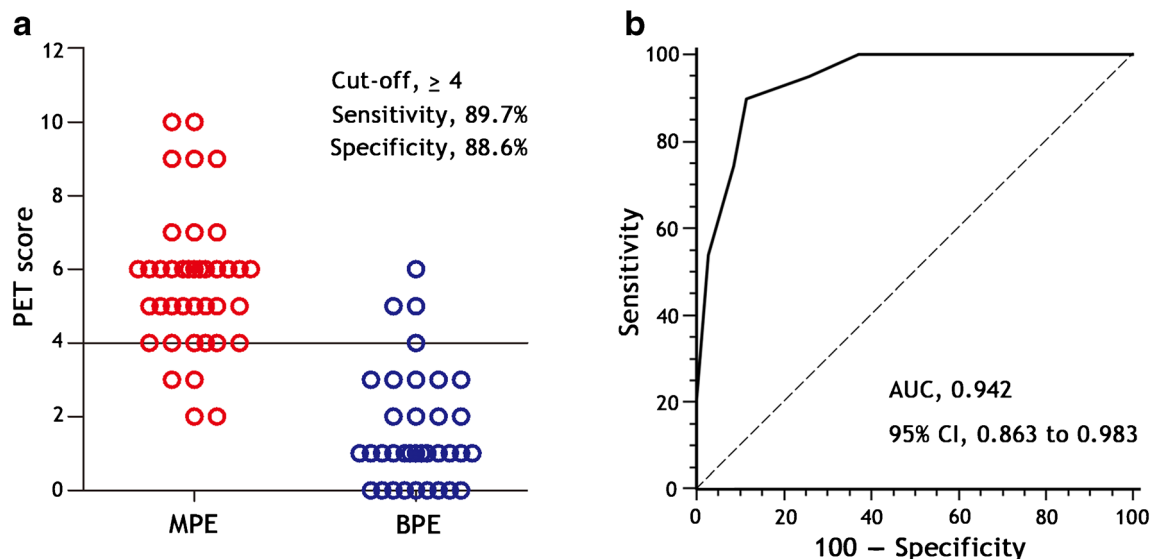 a
12
10
8
6
4
2
0
PET score
Cut-off, ≥ 4
Sensitivity, 89.7%
Specificity, 88.6%
MPE
BPE
b
100
80
60
40
20
0
Sensitivity
AUC, 0.942
95% CI, 0.863 to 0.983
0 20 40 60 80 100
100 – Specificity